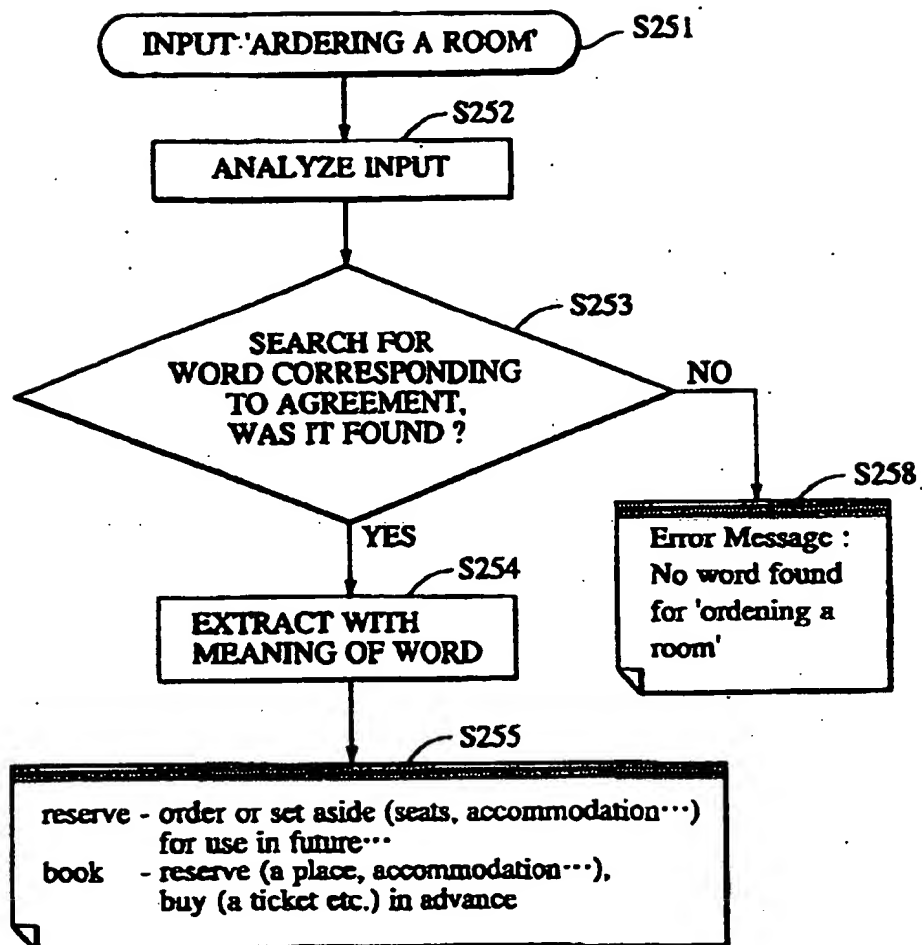 INPUT 'ARDERING A ROOM'
S251
S252
ANALYZE INPUT
S253
SEARCH FOR
WORD CORRESPONDING
TO AGREEMENT,
WAS IT FOUND ?
NO
S258
Error Message :
No word found
for 'ordening a
room'
YES
S254
EXTRACT WITH
MEANING OF WORD
S255
reserve - order or set aside (seats, accommodation···)
for use in future···
book - reserve (a place, accommodation···),
buy (a ticket etc.) in advance